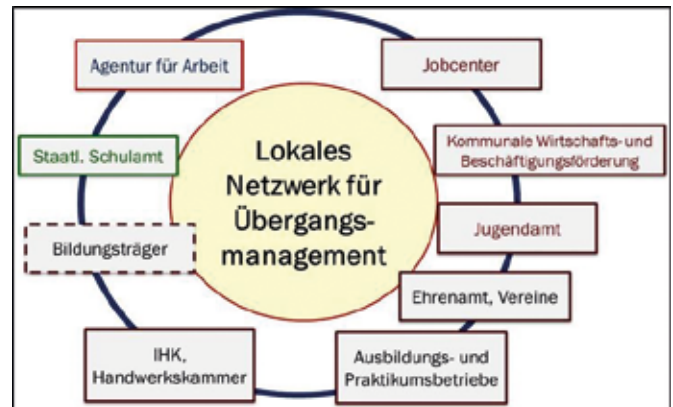 Agentur für Arbeit
Jobcenter
Staatl. Schulamt
Lokales
Netzwerk für
Übergangs-
management
Kommunale Wirtschafts- und
Beschäftigungsförderung
Bildungsträger
Jugendamt
Ehrenamt, Vereine
IHK,
Handwerkskammer
Ausbildungs- und
Praktikumsbetriebe